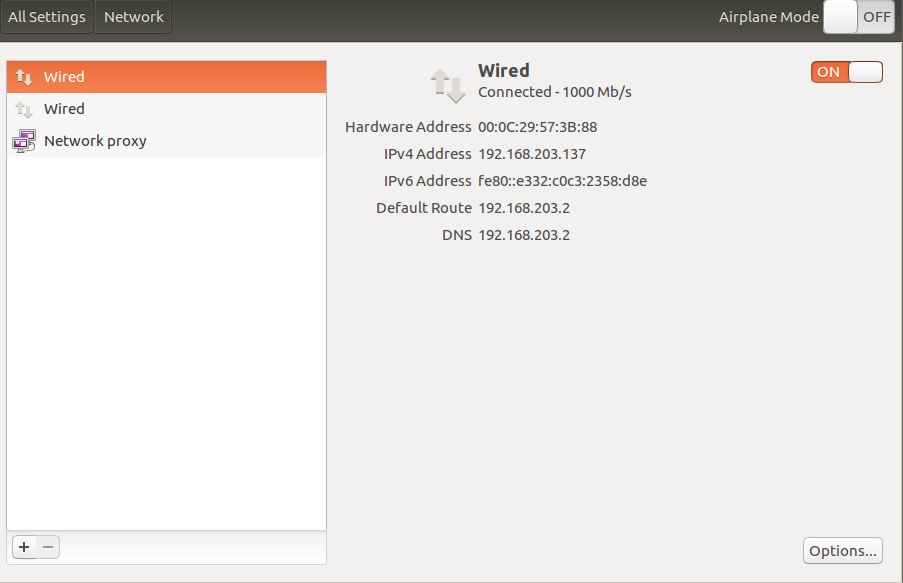 All Settings Network Airplane Mode OFF
Wired
Wired
Network proxy
Wired ON
Connected - 1000 Mb/s
Hardware Address 00:0C:29:57:3B:88
IPv4 Address 192.168.203.137
IPv6 Address fe80::e332:c0c3:2358:d8e
Default Route 192.168.203.2
DNS 192.168.203.2
+ −
Options...